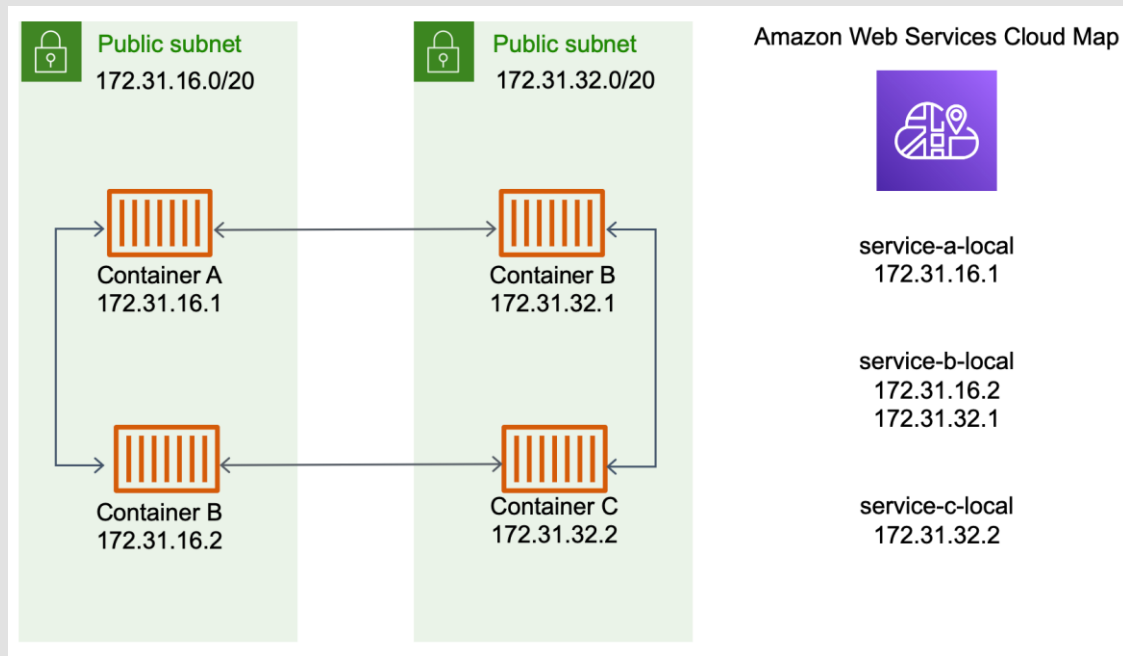 Public subnet
172.31.16.0/20
Public subnet
172.31.32.0/20
Amazon Web Services Cloud Map
Container A
172.31.16.1
Container B
172.31.32.1
service-a-local
172.31.16.1
service-b-local
172.31.16.2
172.31.32.1
Container B
172.31.16.2
Container C
172.31.32.2
service-c-local
172.31.32.2